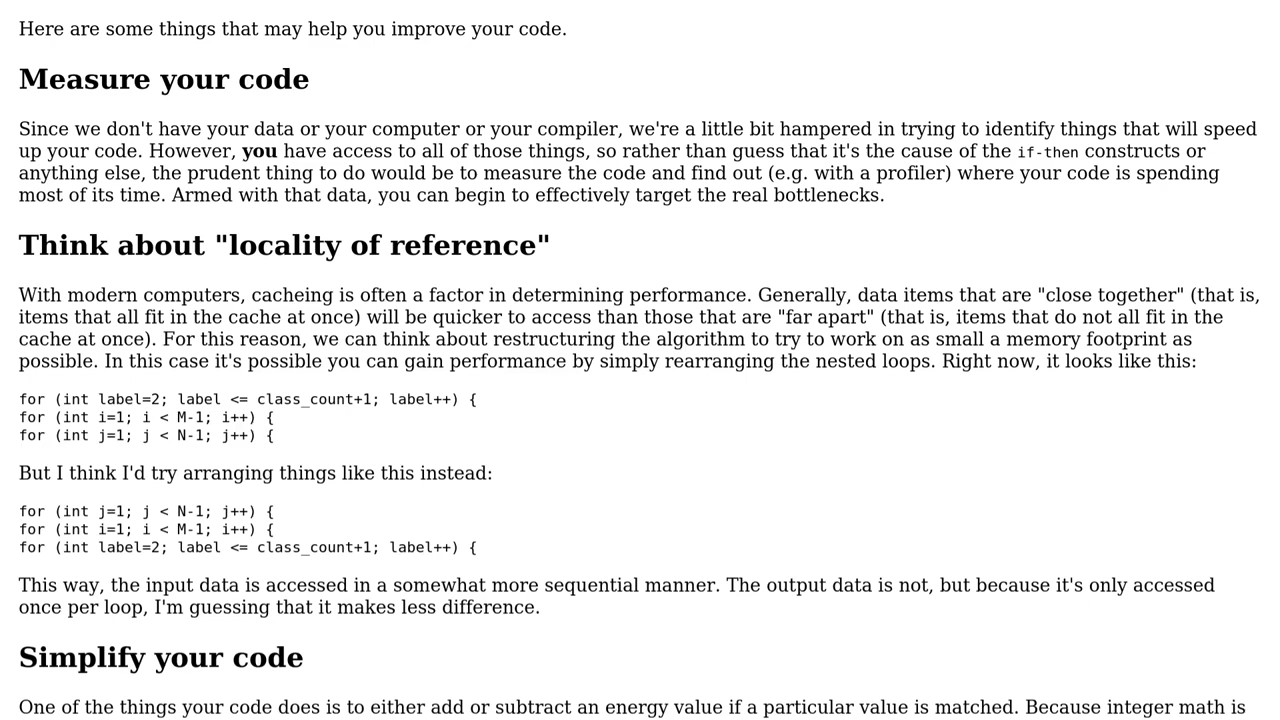 Here are some things that may help you improve your code.
Measure your code
Since we don't have your data or your computer or your compiler, we're a little bit hampered in trying to identify things that will speed
up your code. However, you have access to all of those things, so rather than guess that it's the cause of the if-then constructs or
anything else, the prudent thing to do would be to measure the code and find out (e.g. with a profiler) where your code is spending
most of its time. Armed with that data, you can begin to effectively target the real bottlenecks.
Think about "locality of reference"
With modern computers, cacheing is often a factor in determining performance. Generally, data items that are "close together" (that is,
items that all fit in the cache at once) will be quicker to access than those that are "far apart" (that is, items that do not all fit in the
cache at once). For this reason, we can think about restructuring the algorithm to try to work on as small a memory footprint as
possible. In this case it's possible you can gain performance by simply rearranging the nested loops. Right now, it looks like this:
for (int label=2; label <= class_count+1; label++) {
for (int i=1; i < M-1; i++) {
for (int j=1; j < N-1; j++) {
But I think I'd try arranging things like this instead:
for (int j=1; j < N-1; j++) {
for (int i=1; i < M-1; i++) {
for (int label=2; label <= class_count+1; label++) {
This way, the input data is accessed in a somewhat more sequential manner. The output data is not, but because it's only accessed
once per loop, I'm guessing that it makes less difference.
Simplify your code
One of the things your code does is to either add or subtract an energy value if a particular value is matched. Because integer math is